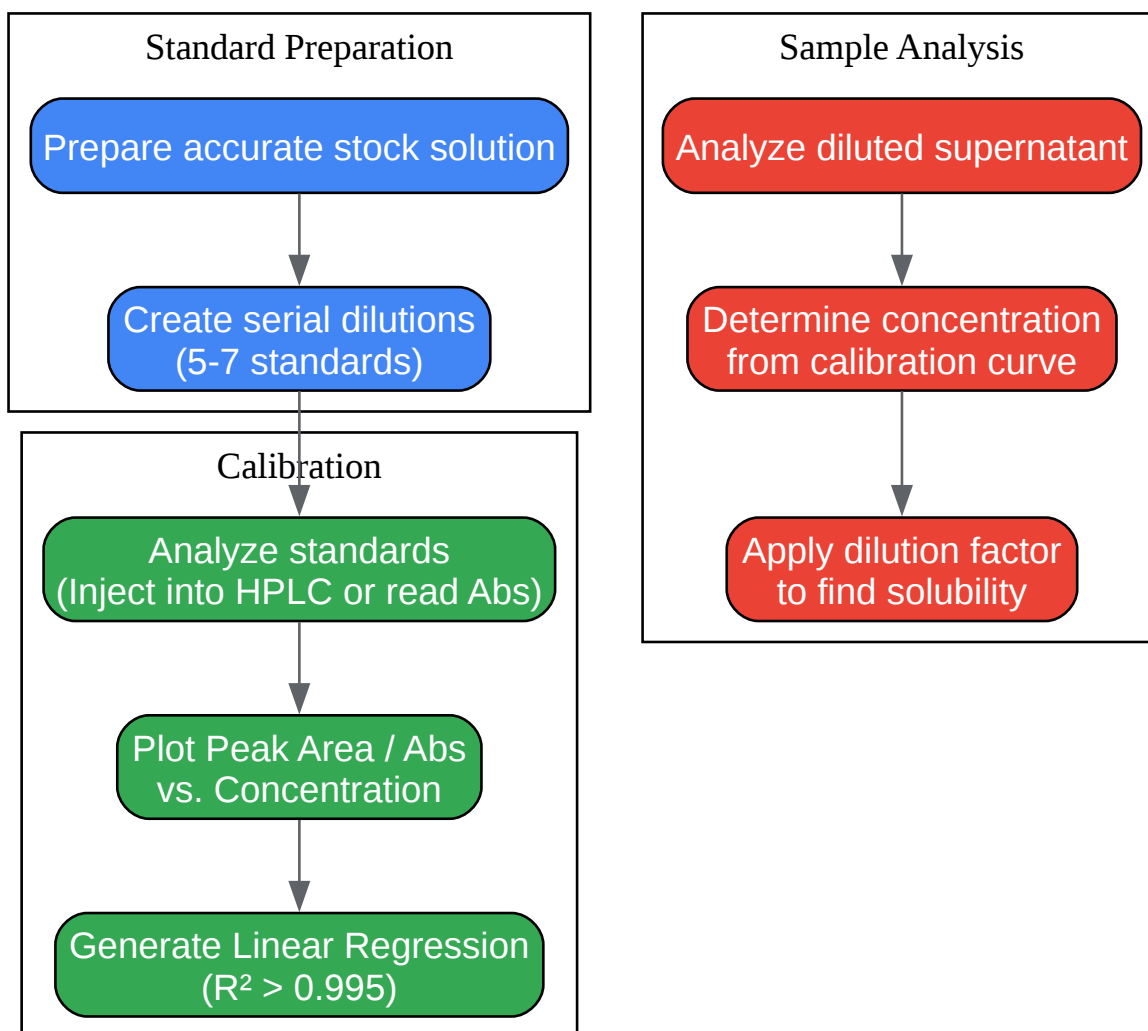 Standard Preparation
Prepare accurate stock solution
Create serial dilutions
(5-7 standards)
Calibration
Analyze standards
(Inject into HPLC or read Abs)
Plot Peak Area / Abs
vs. Concentration
Generate Linear Regression
(R² > 0.995)
Sample Analysis
Analyze diluted supernatant
Determine concentration
from calibration curve
Apply dilution factor
to find solubility